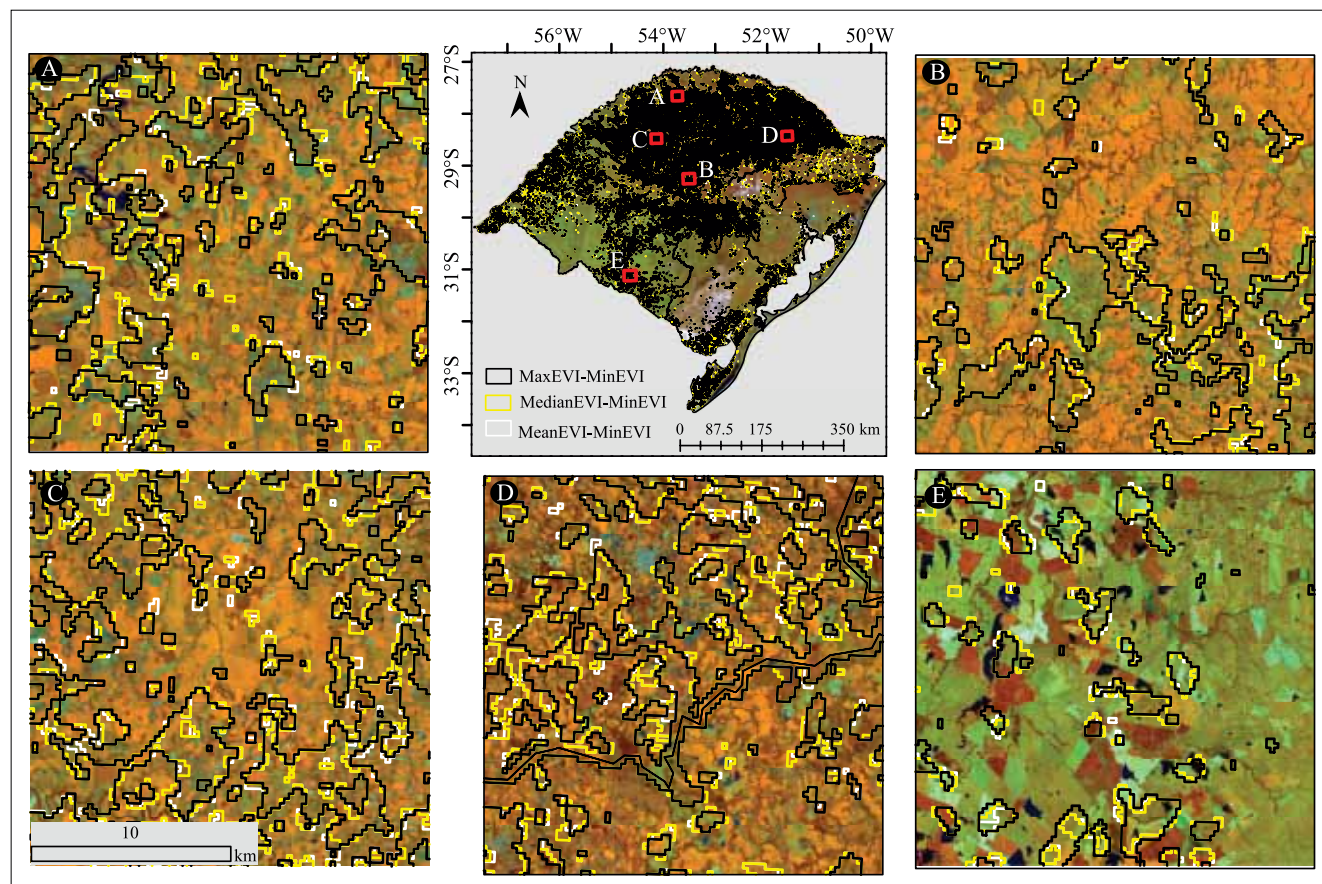 56°W 54°W 52°W 50°W
27°S
29°S
31°S
33°S
N
A
C
D
B
E
MaxEVI-MinEVI
MedianEVI-MinEVI
MeanEVI-MinEVI
0 87.5 175 350 km
A
B
C
D
E
10
km